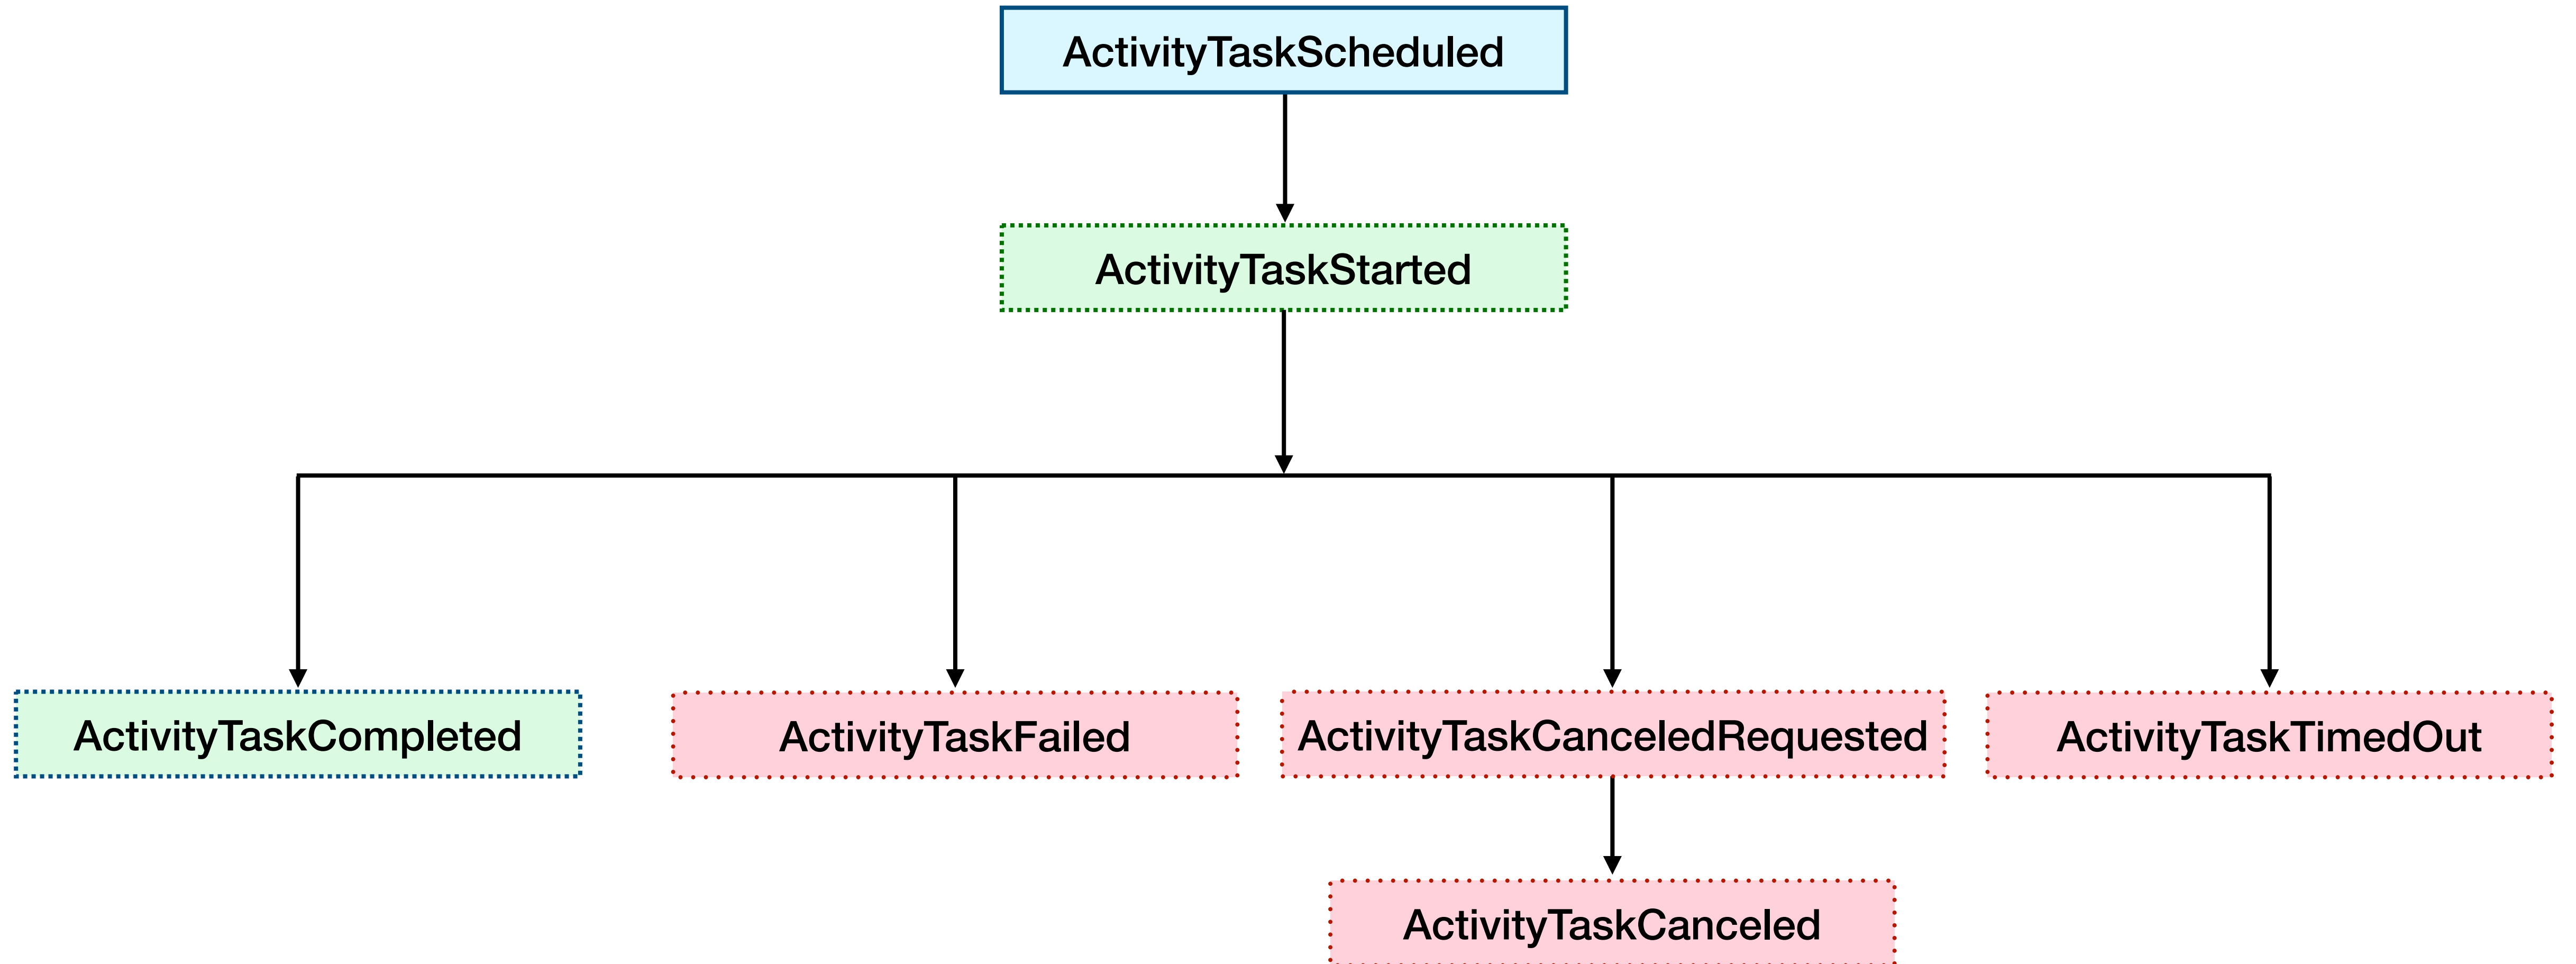 ActivityTaskScheduled
ActivityTaskStarted
ActivityTaskCompleted
ActivityTaskFailed
ActivityTaskCanceledRequested
ActivityTaskTimedOut
ActivityTaskCanceled